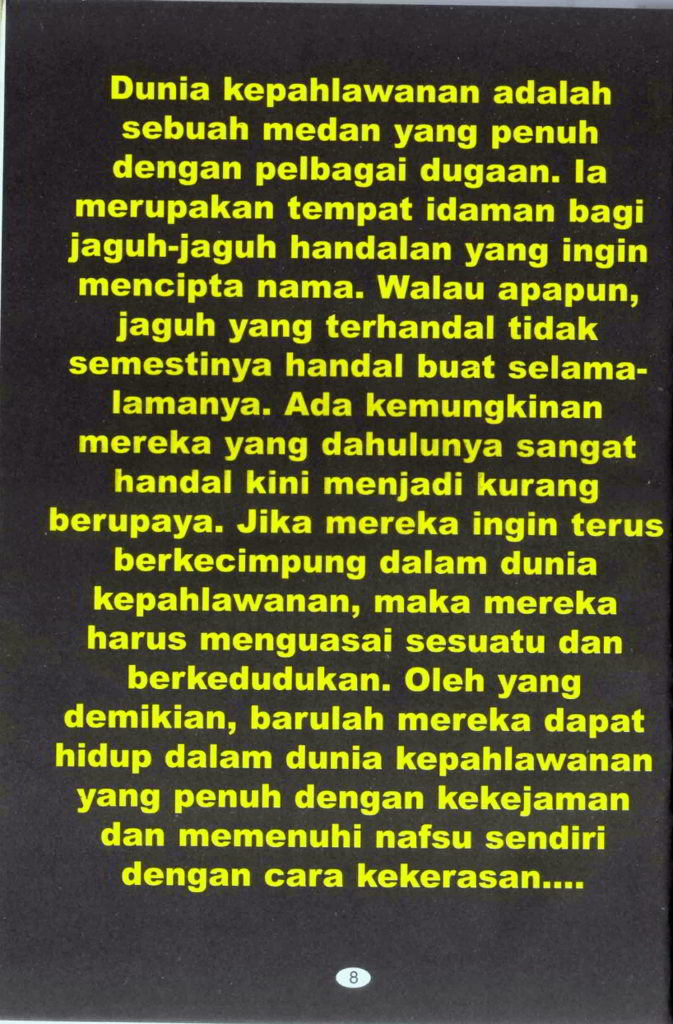 Dunia kepahlawanan adalah
sebuah medan yang penuh
dengan pelbagai dugaan. Ia
merupakan tempat idaman bagi
jaguh-jaguh handalan yang ingin
mencipta nama. Walau apapun,
jaguh yang terhandal tidak
semestinya handal buat selama-
lamanya. Ada kemungkinan
mereka yang dahulunya sangat
handal kini menjadi kurang
berupaya. Jika mereka ingin terus
berkecimpung dalam dunia
kepahlawanan, maka mereka
harus menguasai sesuatu dan
berkedudukan. Oleh yang
demikian, barulah mereka dapat
hidup dalam dunia kepahlawanan
yang penuh dengan kekejaman
dan memenuhi nafsu sendiri
dengan cara kekerasan....
8